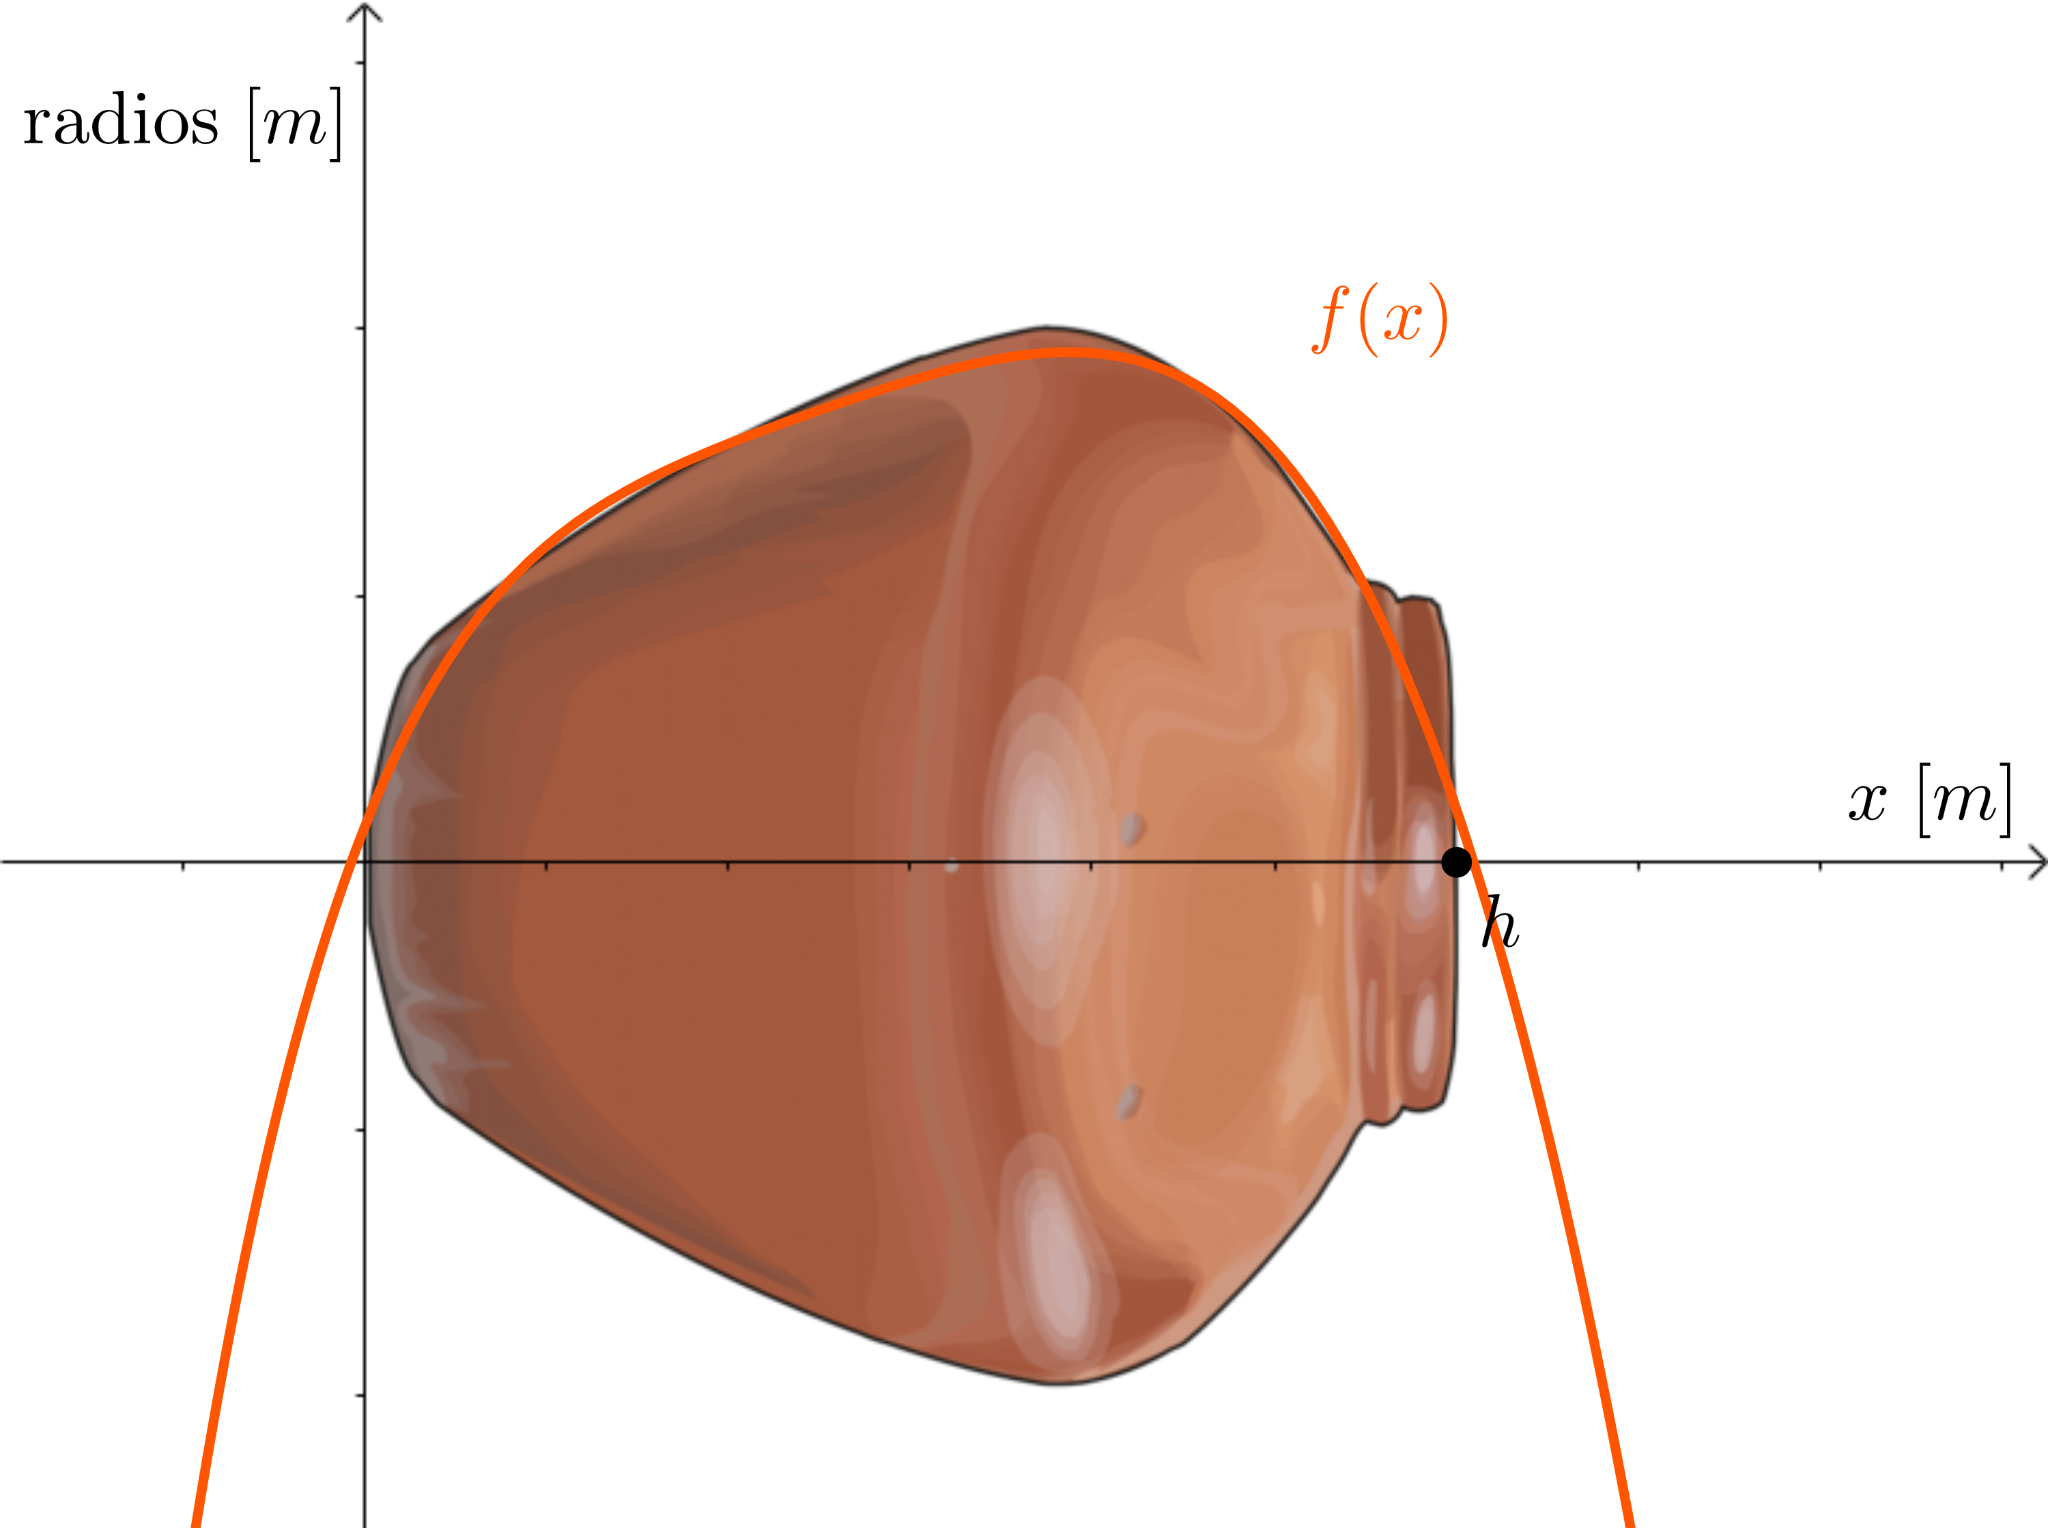 radios [m]
f(x)
x [m]
h